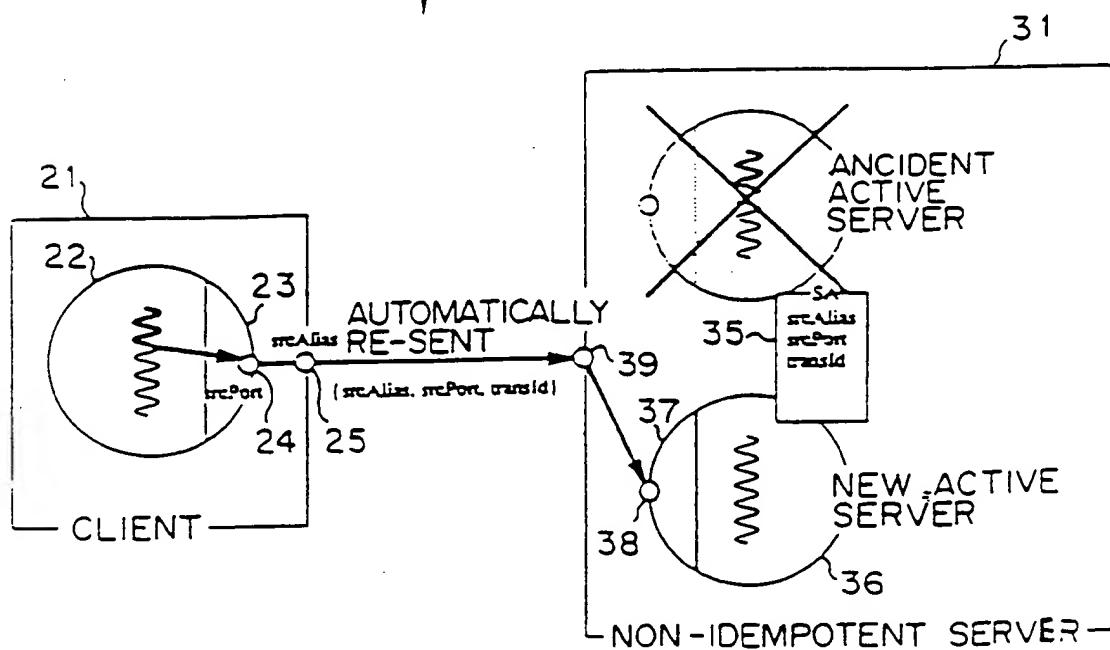 31
ANCIDENT
ACTIVE
SERVER
21
22
23
srcAlias
AUTOMATICALLY
RE-SENT
SA
srcAlias
srcPort
transId
35
39
srcPort
(srcAlias, srcPort, transId)
24
25
37
38
NEW ACTIVE
SERVER
36
CLIENT
NON-IDEMPOTENT SERVER